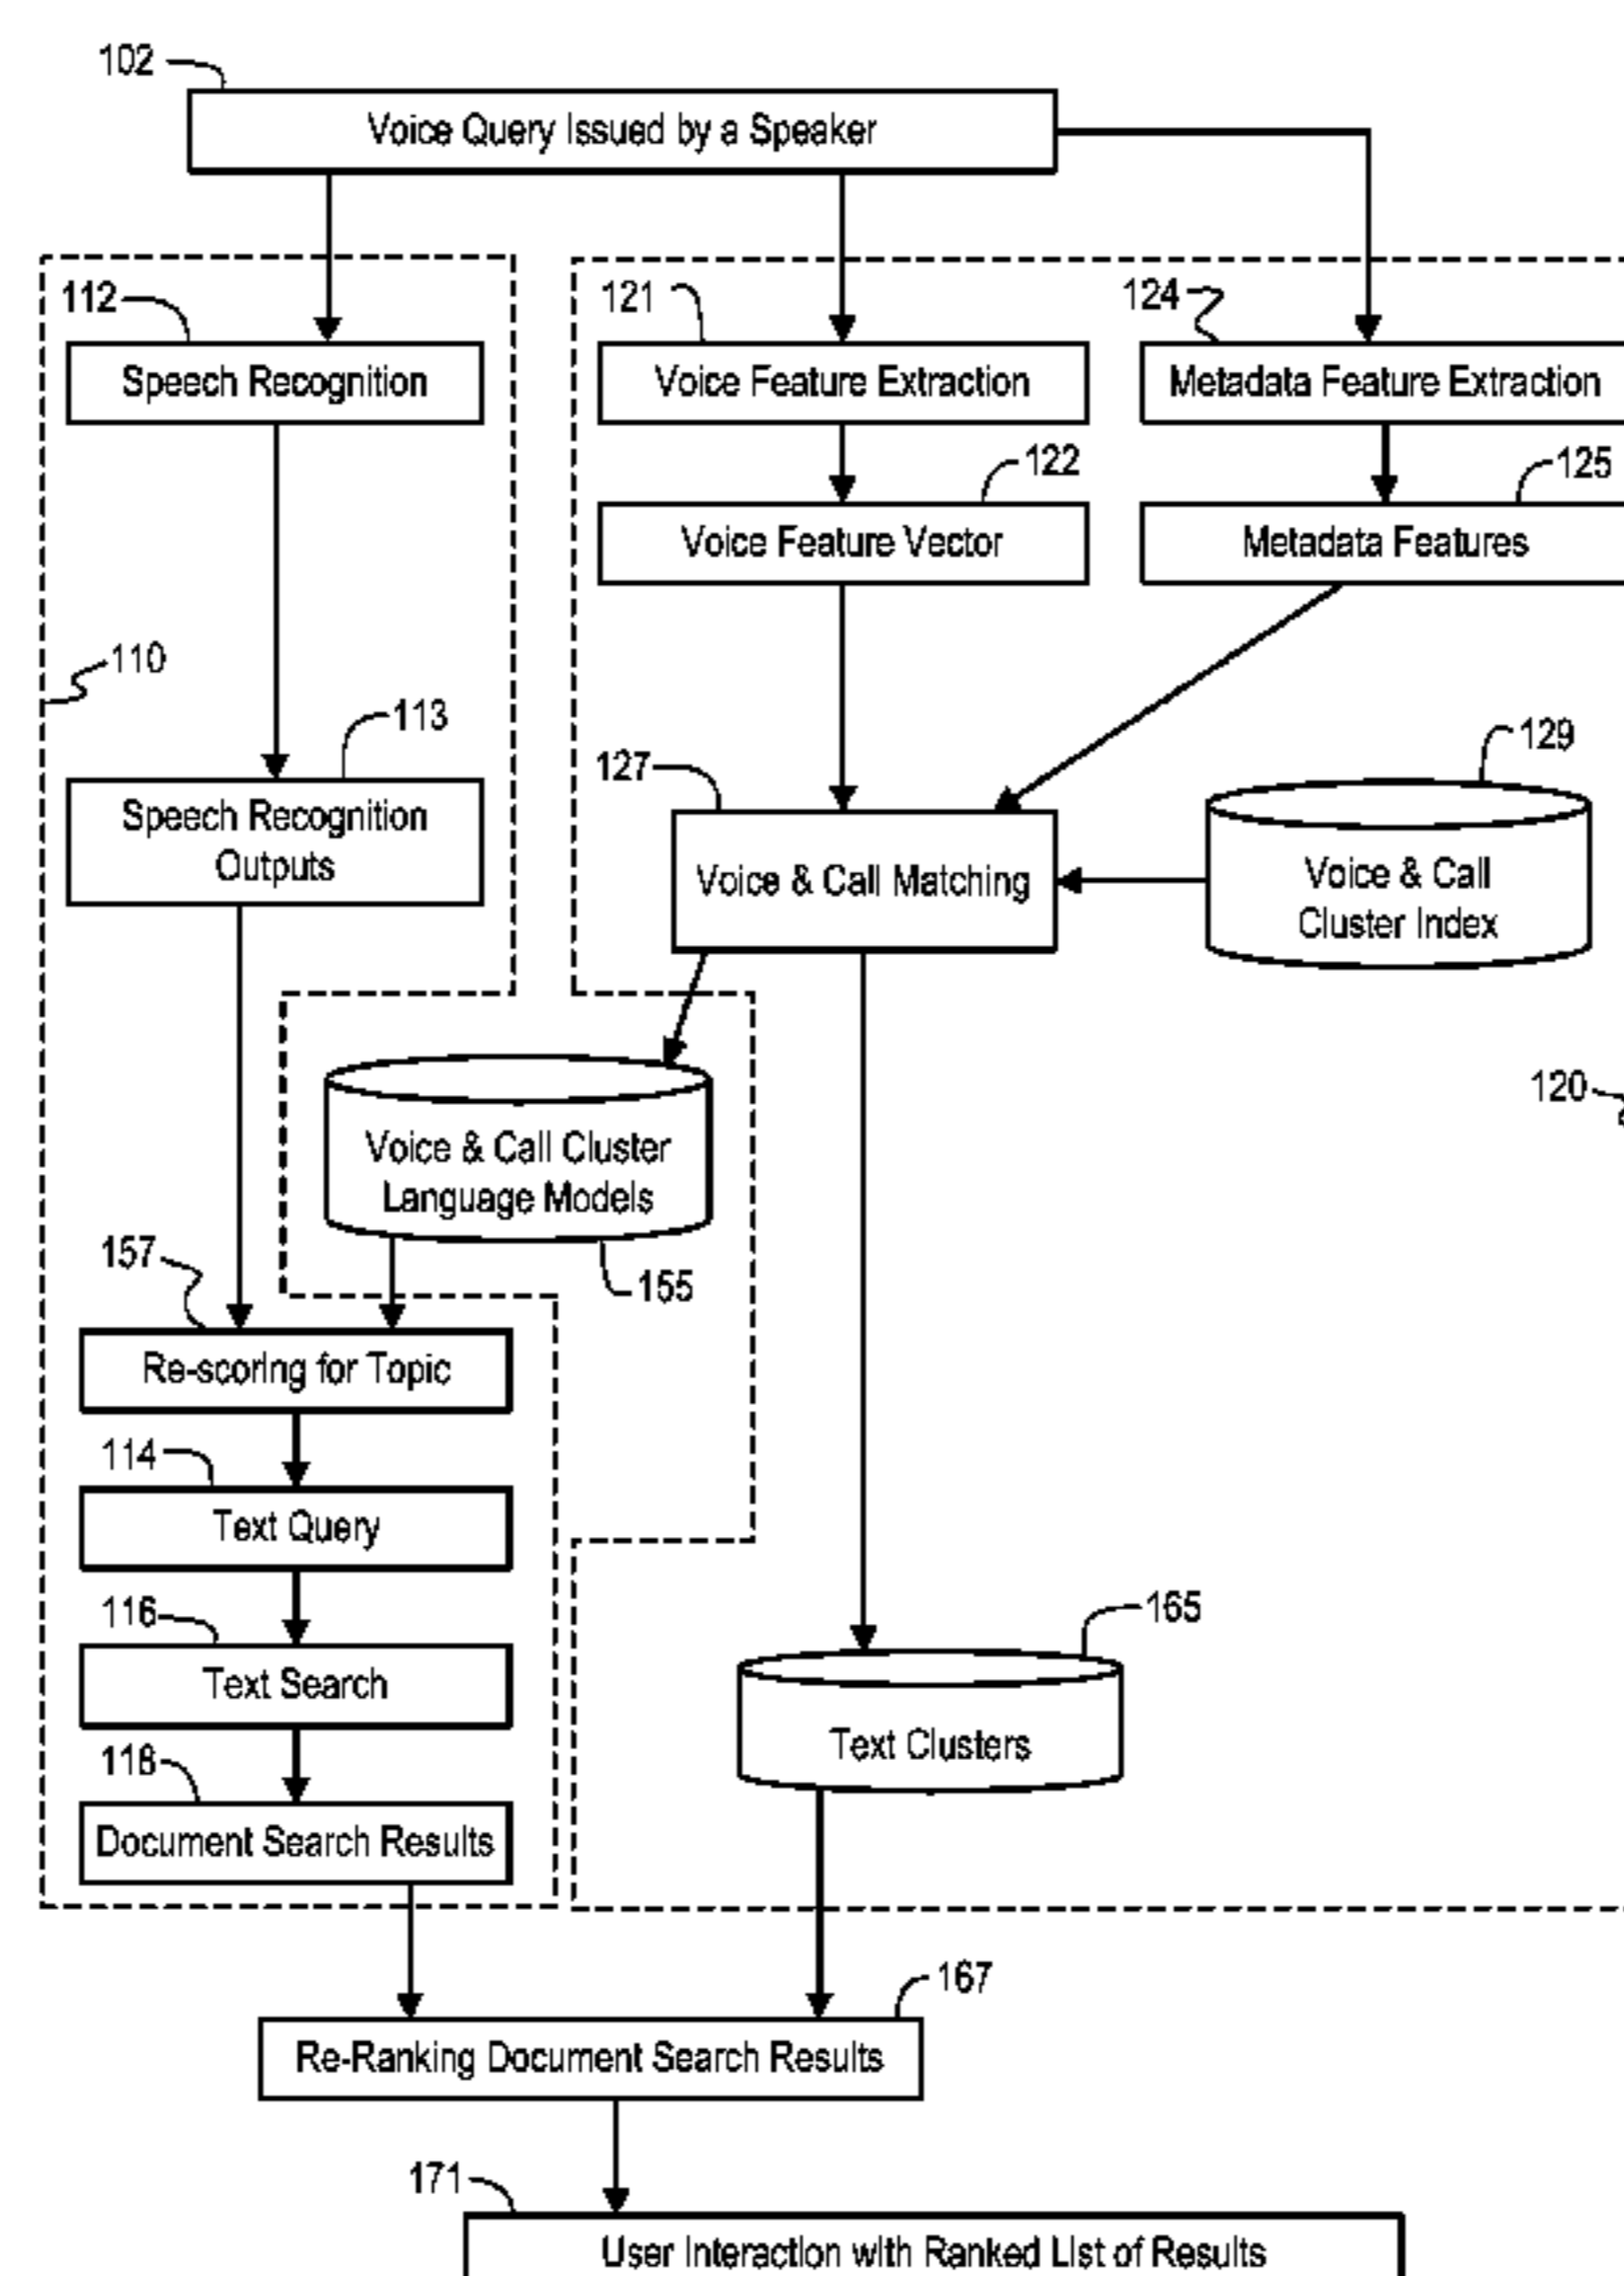 102
Voice Query Issued by a Speaker
112
121
124
Speech Recognition
Voice Feature Extraction
Metadata Feature Extraction
122
125
Voice Feature Vector
Metadata Features
110
113
127
129
Speech Recognition
Outputs
Voice & Call Matching
Voice & Call
Cluster Index
120
Voice & Call Cluster
Language Models
157
155
Re-scoring for Topic
114
Text Query
116
165
Text Search
Text Clusters
118
Document Search Results
167
Re-Ranking Document Search Results
171
User Interaction with Ranked List of Results